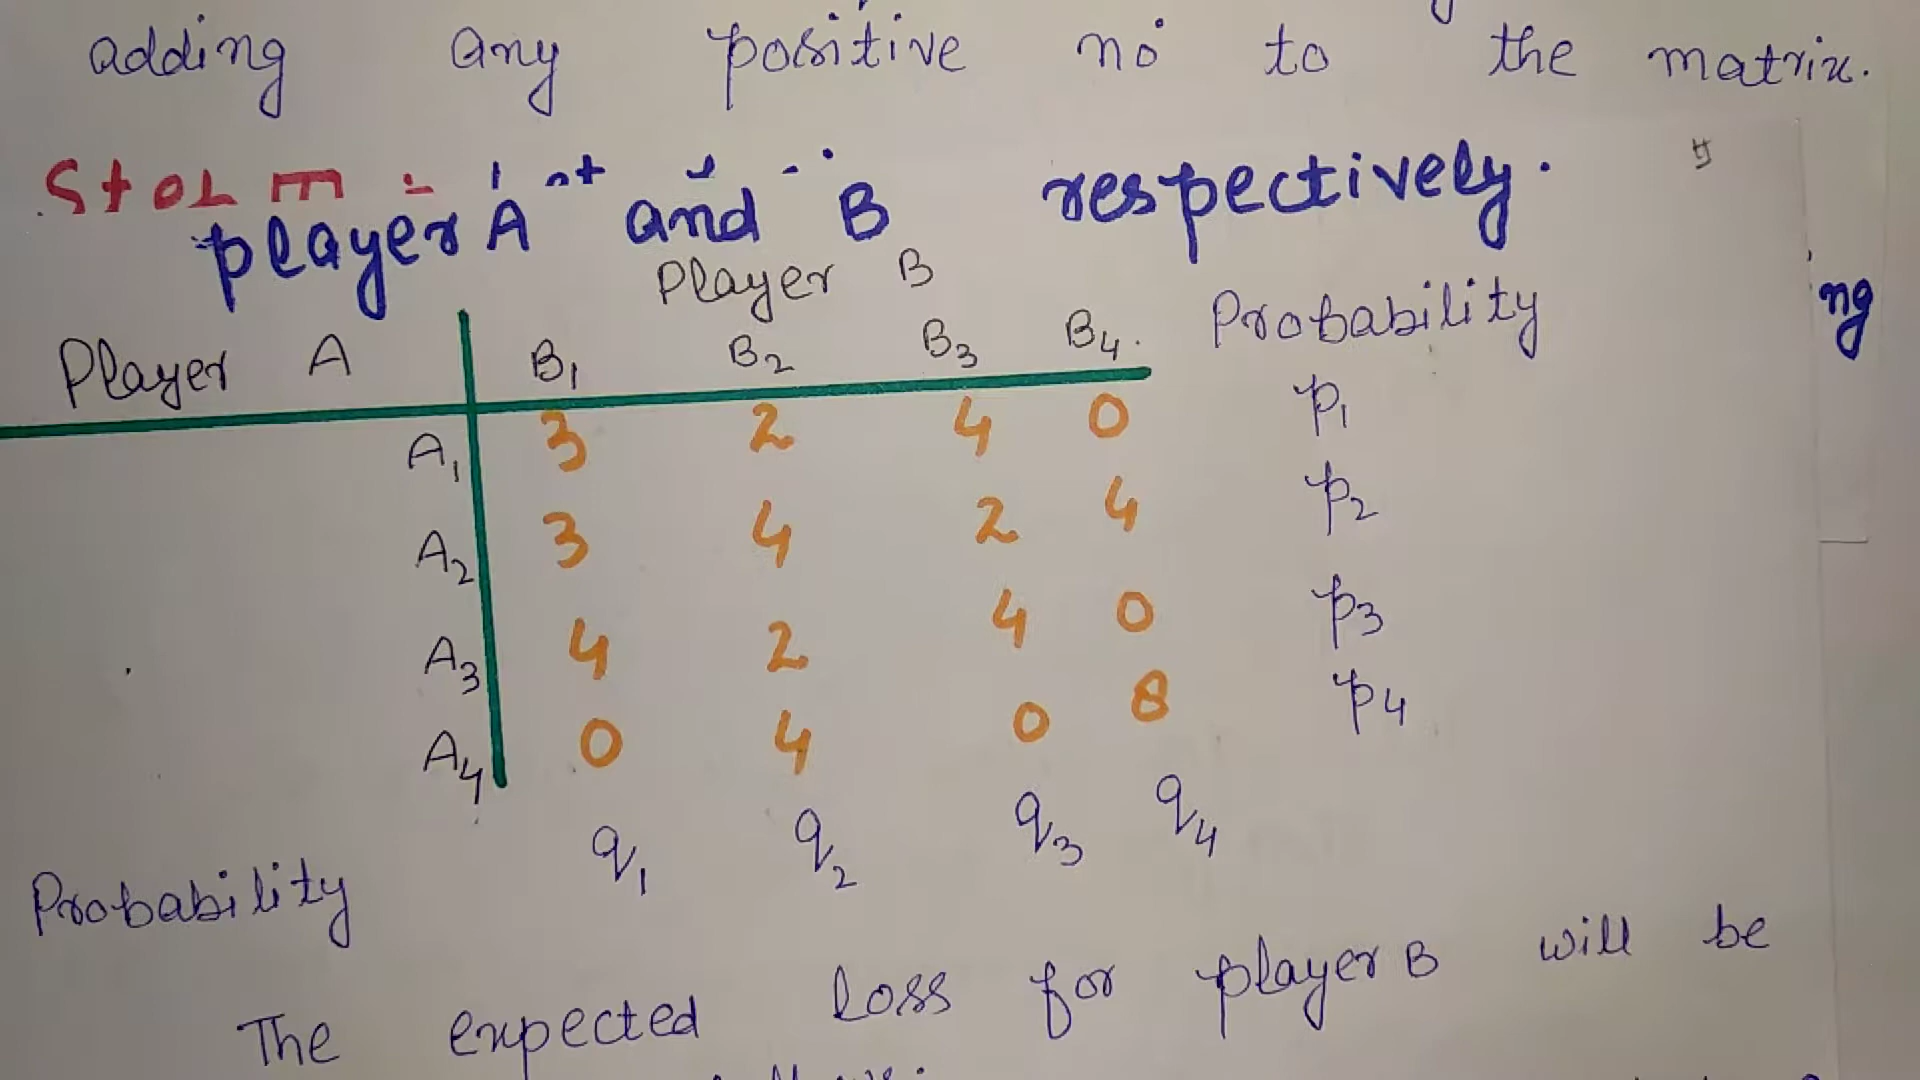 adding any positive no to the matrix.
player A and B respectively.
ng
Player B
Player A B1 B2 B3 B4. Probability
A1 3 2 4 0 p1
A2 3 4 2 4 p2
A3 4 2 4 0 p3
A4 0 4 0 8 p4
Probability q1 q2 q3 q4
The expected loss for player B will be